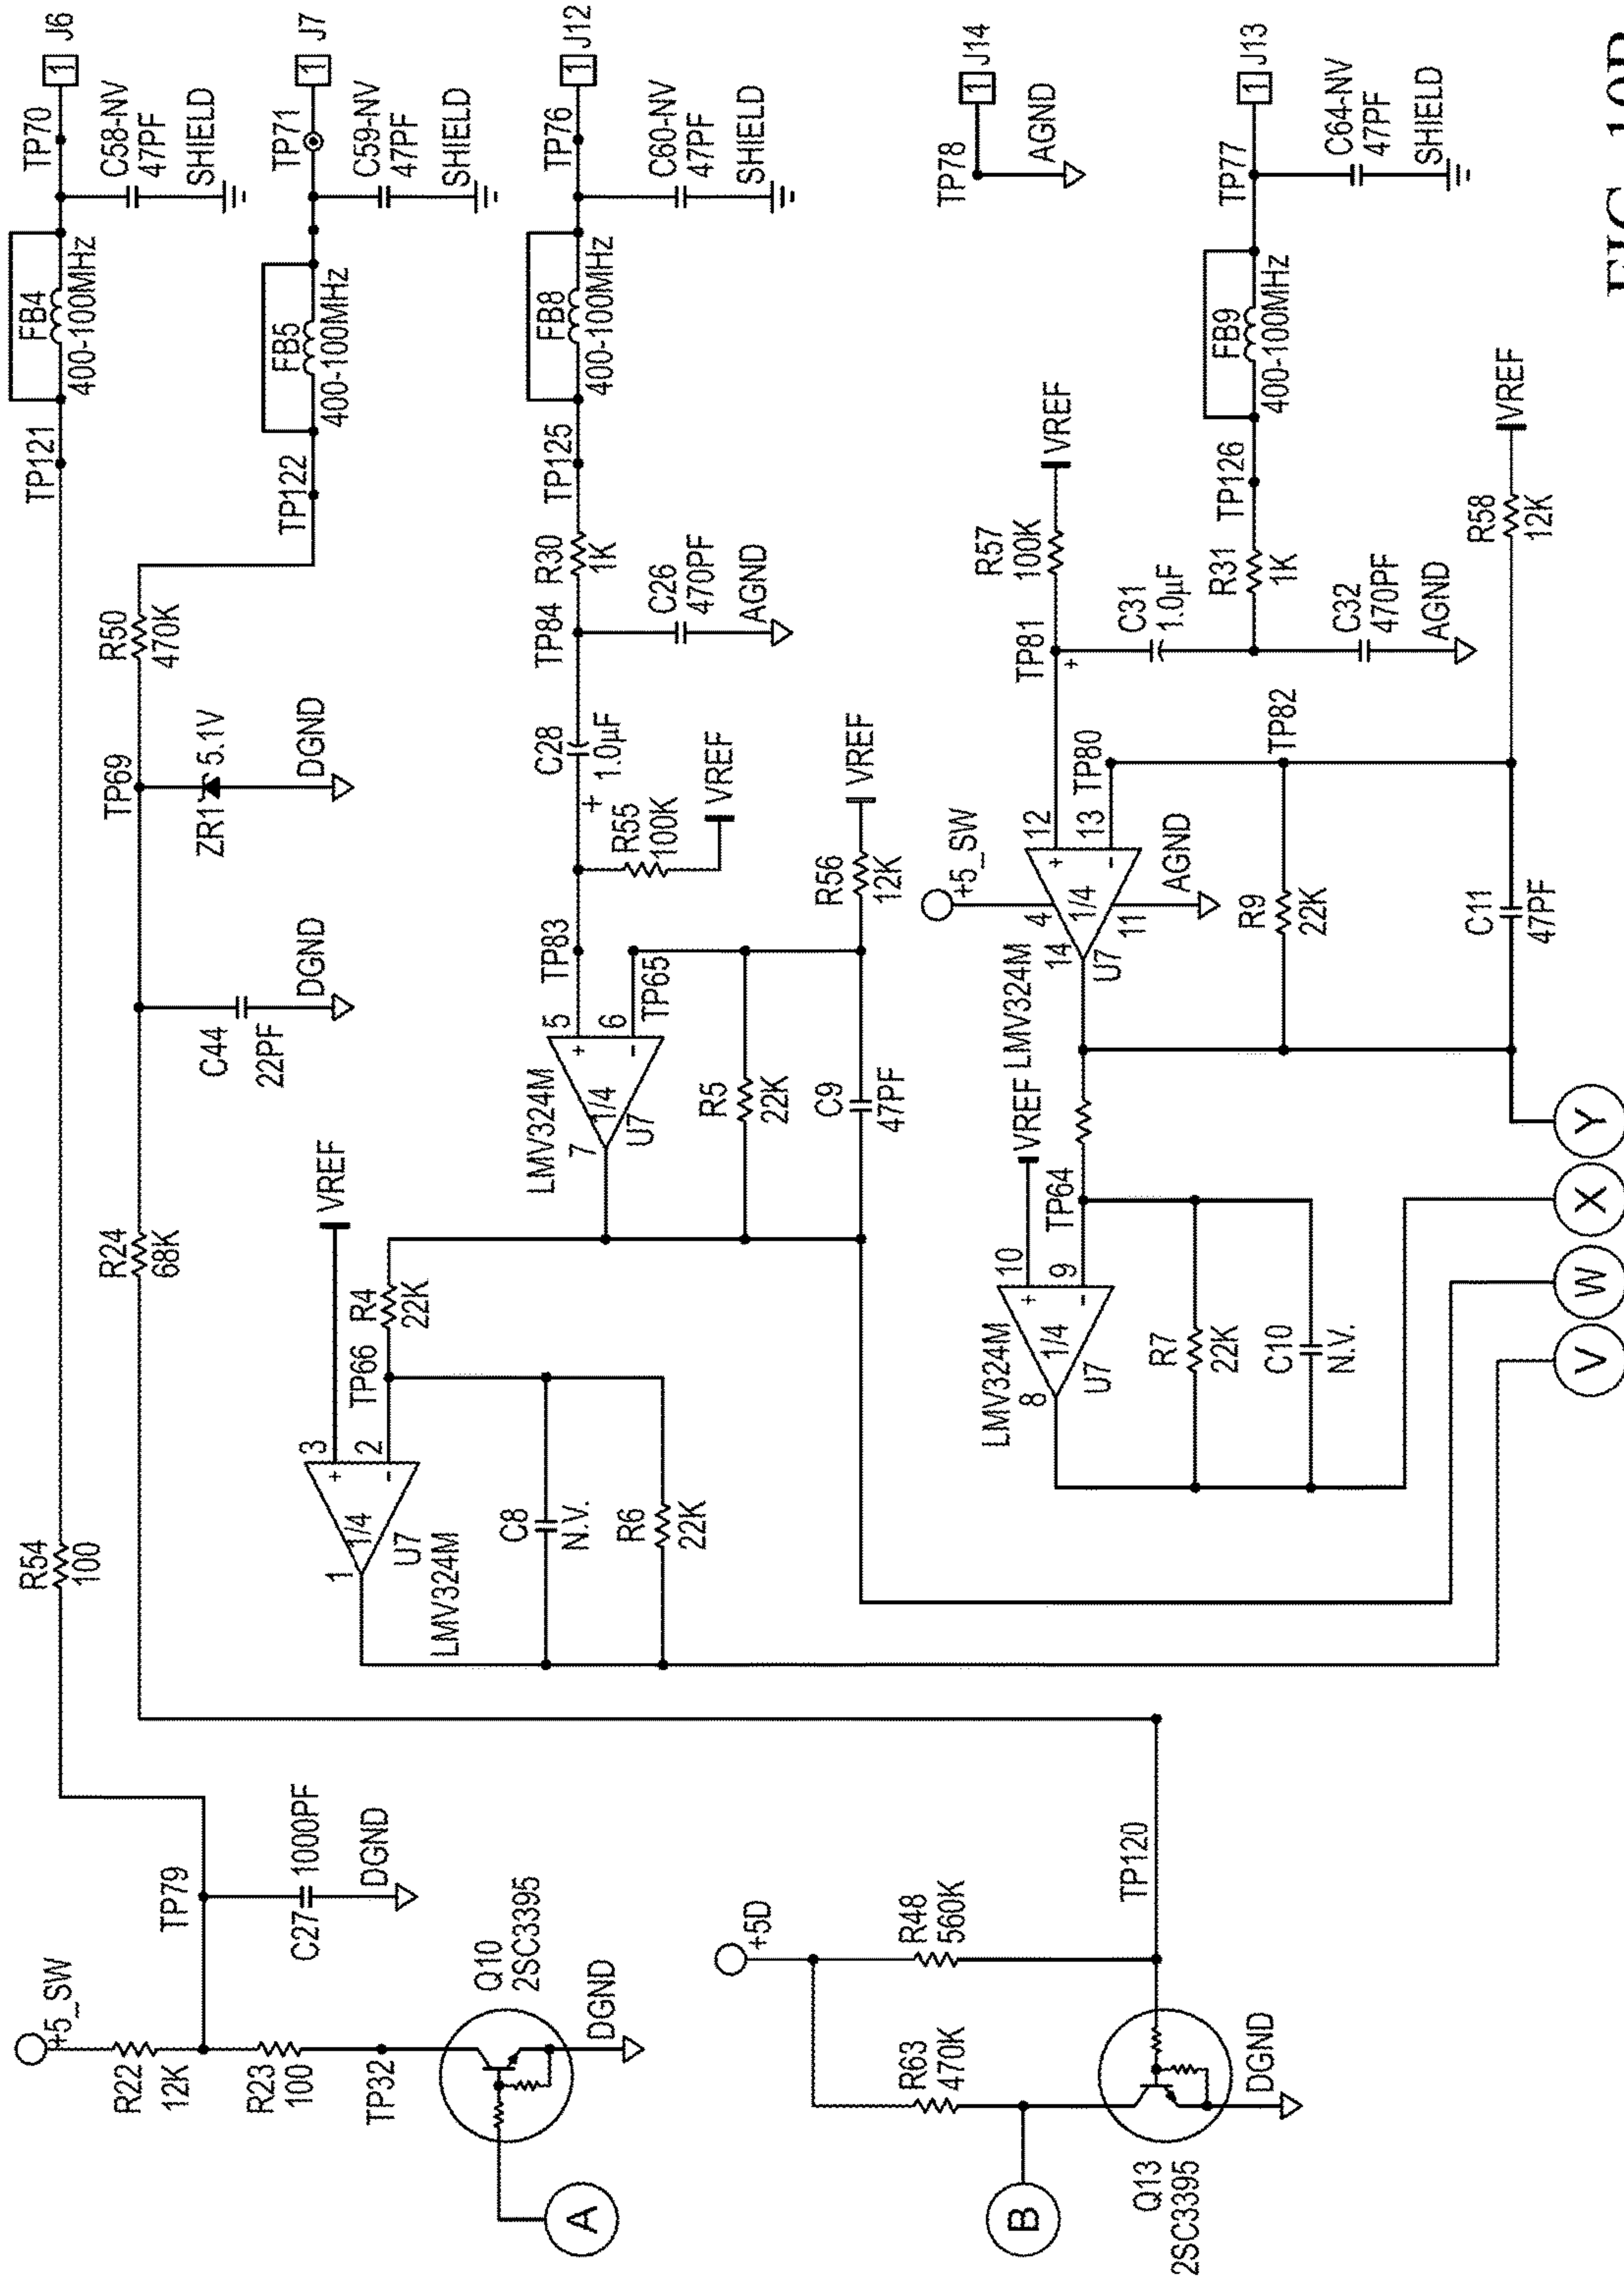 J6
TP70
C58-NV
47PF
SHIELD
FB4
400-100MHz
TP121
R54
100
TP79
C27
1000PF
DGND
+5_SW
R22
12K
R23
100
TP32
Q10
2SC3395
DGND
A
1
J7
1
TP71
C59-NV
47PF
SHIELD
FB5
400-100MHz
TP122
R50
470K
TP69
ZR1
5.1V
DGND
C44
22PF
DGND
R24
68K
J12
1
TP76
C60-NV
47PF
SHIELD
FB8
400-100MHz
TP125
R30
1K
TP84
C26
470PF
AGND
C28
1.0µF
+
R55
100K
VREF
TP83
5
6
+
-
TP65
LMV324M
1/4
7
U7
R56
12K
VREF
R5
22K
C9
47PF
VREF
R4
22K
TP66
3
2
+
-
1/4
1
U7
LMV324M
C8
N.V.
R6
22K
J14
1
TP78
AGND
J13
1
TP77
C64-NV
47PF
SHIELD
FB9
400-100MHz
TP126
R31
1K
C32
470PF
AGND
C31
1.0µF
+
VREF
R57
100K
TP81
TP80
TP82
12
13
+
-
+5_SW
4
1/4
11
14
U7
LMV324M
AGND
R9
22K
C11
47PF
R58
12K
VREF
VREF
TP64
10
9
+
-
LMV324M
1/4
8
U7
R7
22K
C10
N.V.
Y
X
W
V
+5D
R48
560K
R63
470K
TP120
B
Q13
2SC3395
DGND